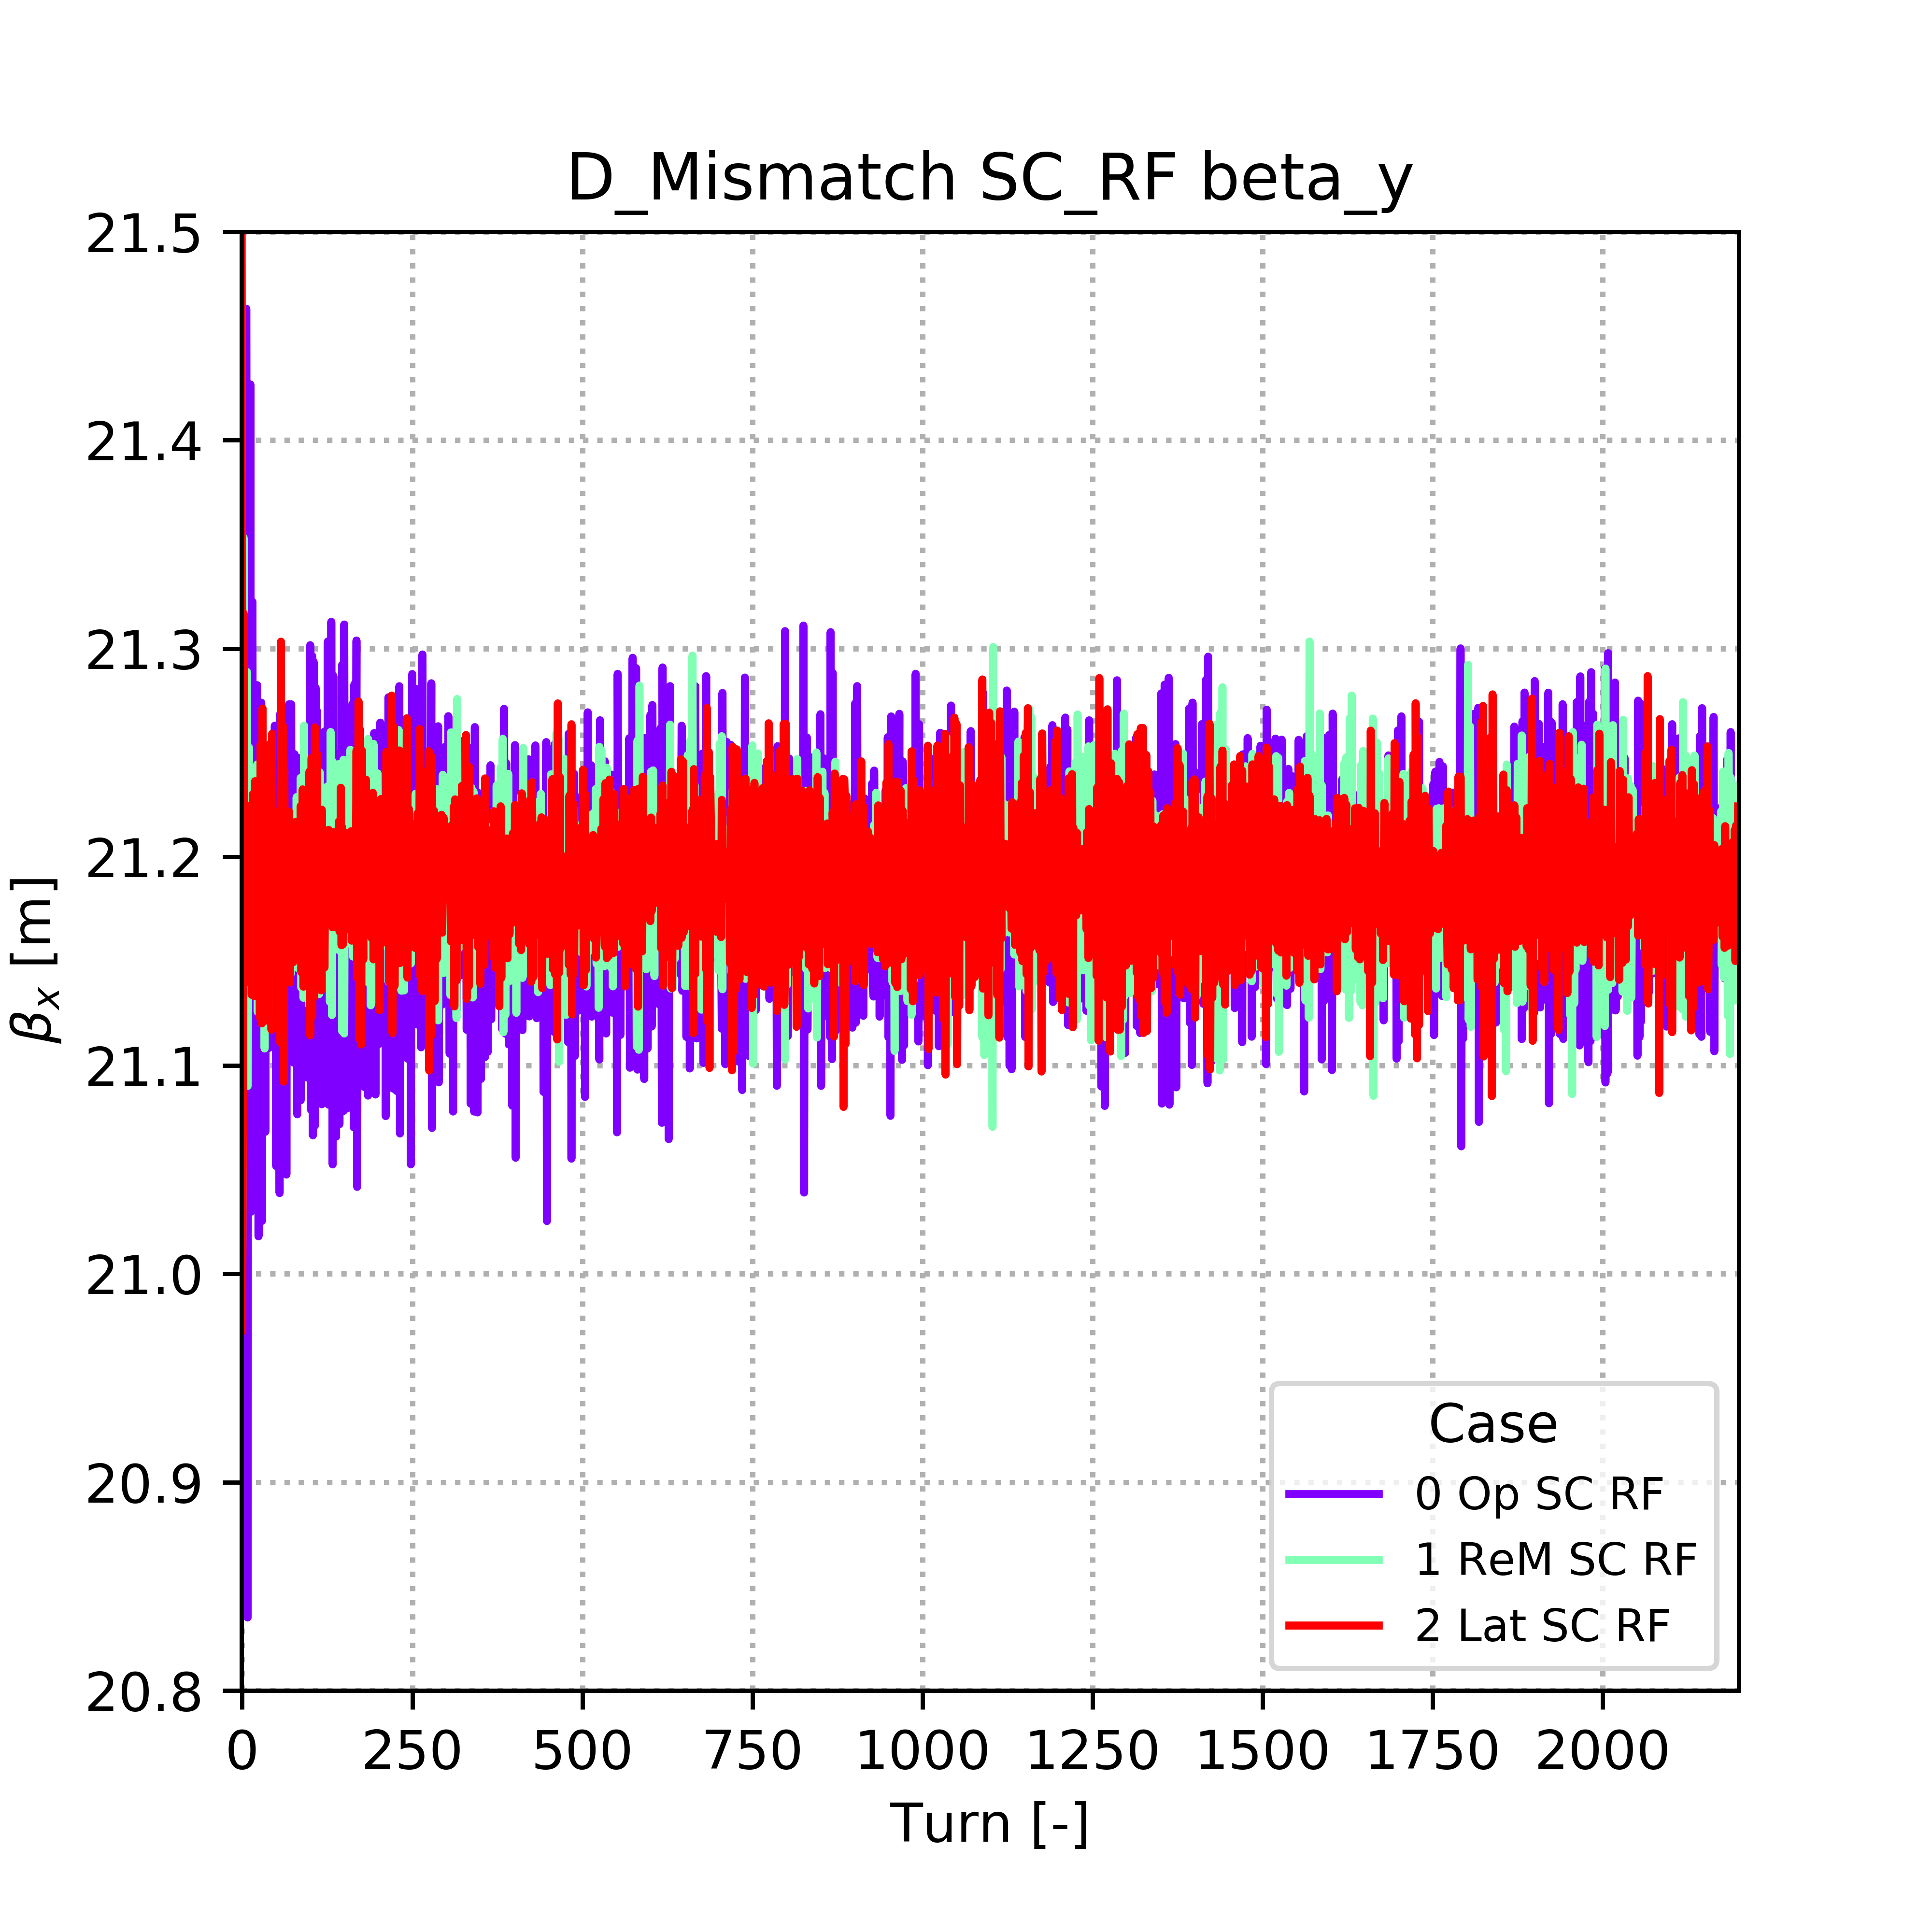 D_Mismatch SC_RF beta_y
21.5
21.4
21.3
21.2
21.1
21.0
20.9
20.8
βx [m]
0 250 500 750 1000 1250 1500 1750 2000
Turn [-]
Case
0 Op SC RF
1 ReM SC RF
2 Lat SC RF